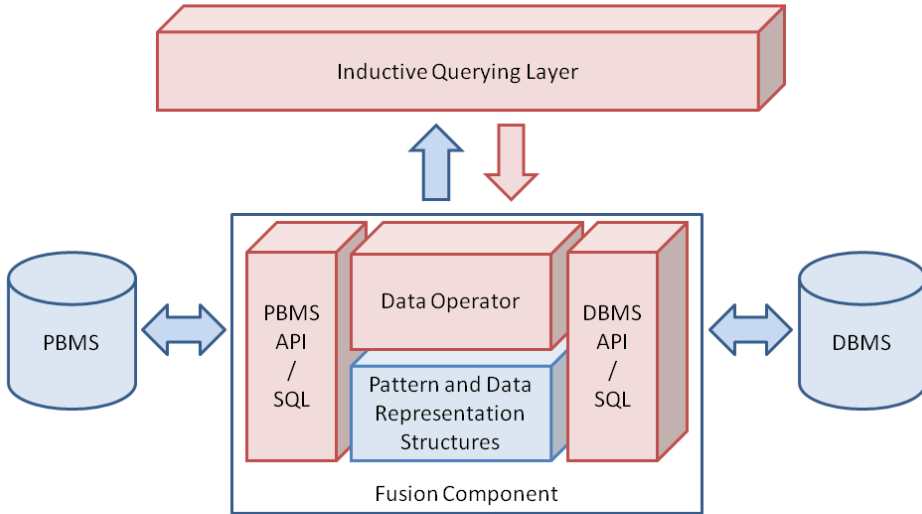 Inductive Querying Layer
PBMS
PBMS
API
/
SQL
Data Operator
Pattern and Data
Representation
Structures
DBMS
API
/
SQL
DBMS
Fusion Component